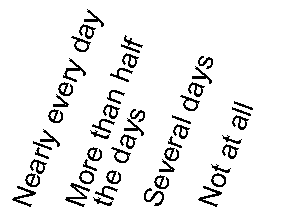 Nearly every day
More than half
the days
Several days
Not at all